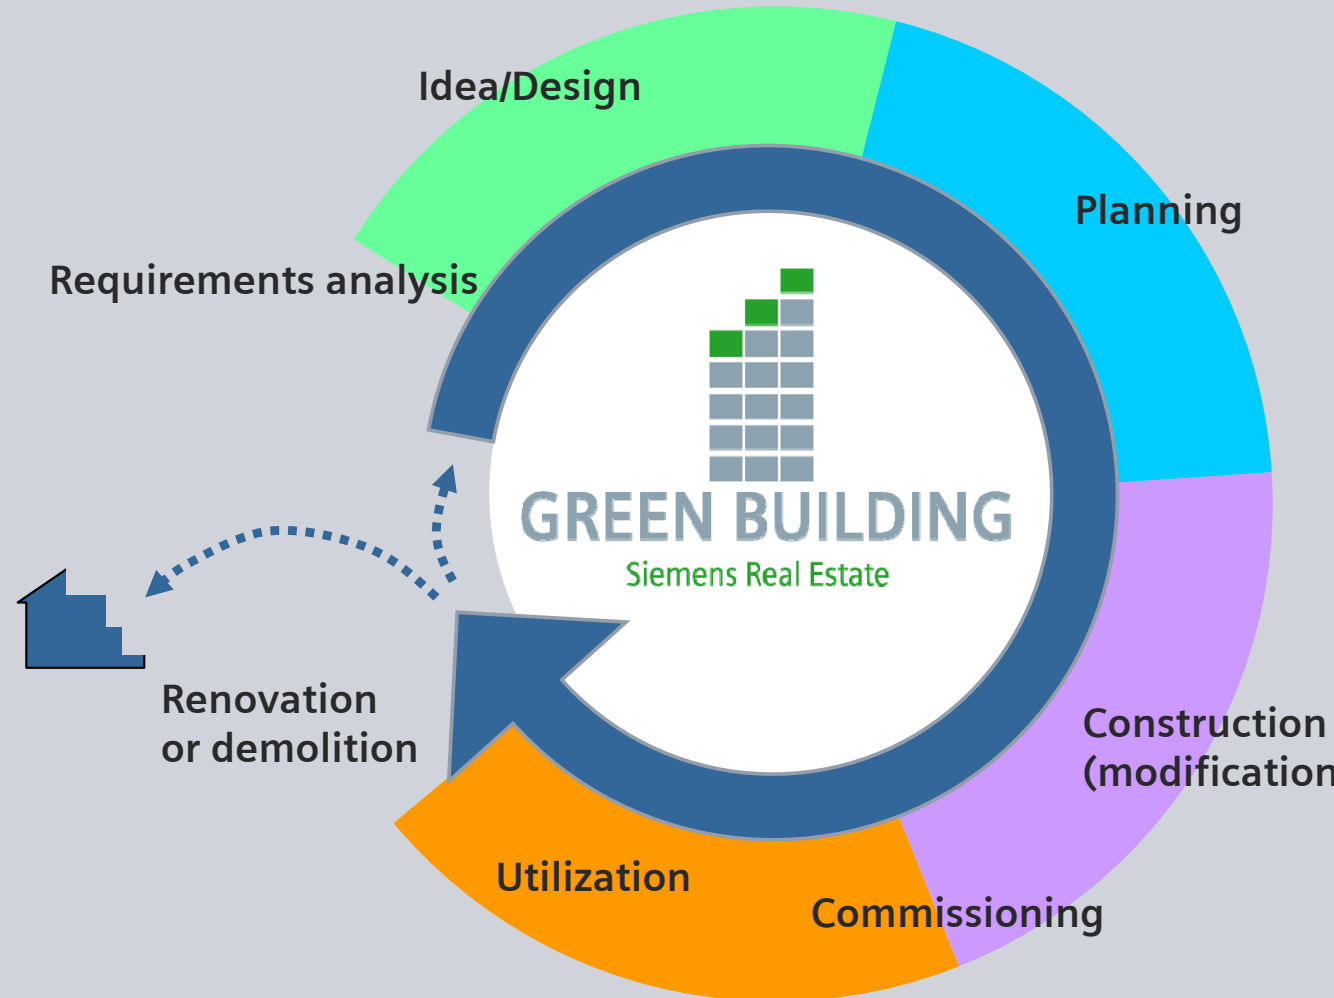 Idea/Design
Planning
Requirements analysis
GREEN BUILDING
Siemens Real Estate
Renovation
or demolition
Construction
(modification
Utilization
Commissioning